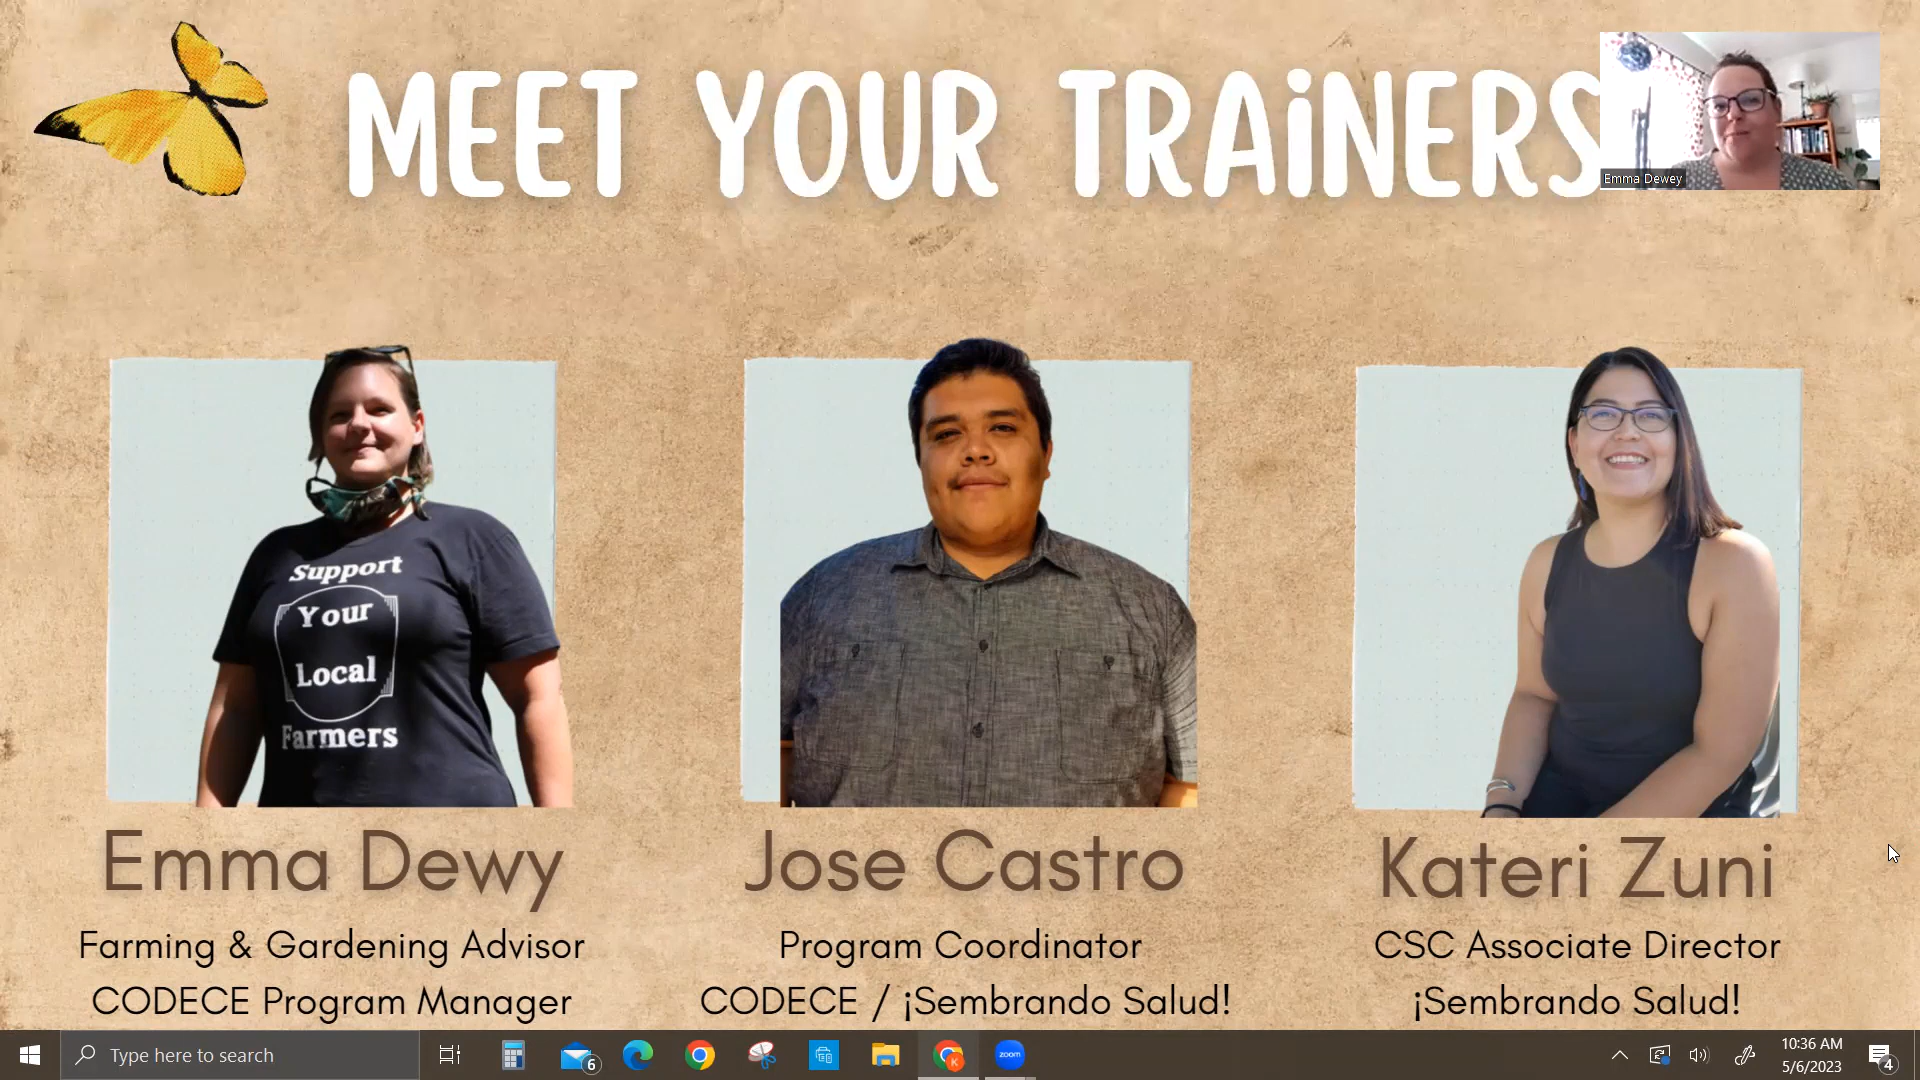 MEET YOUR TRAiNERS
Emma Dewey
Support
Your
Local
Farmers
Emma Dewy
Farming & Gardening Advisor
CODECE Program Manager
Jose Castro
Program Coordinator
CODECE / ¡Sembrando Salud!
Kateri Zuni
CSC Associate Director
¡Sembrando Salud!
Type here to search
6
K
zoom
10:36 AM
5/6/2023
4